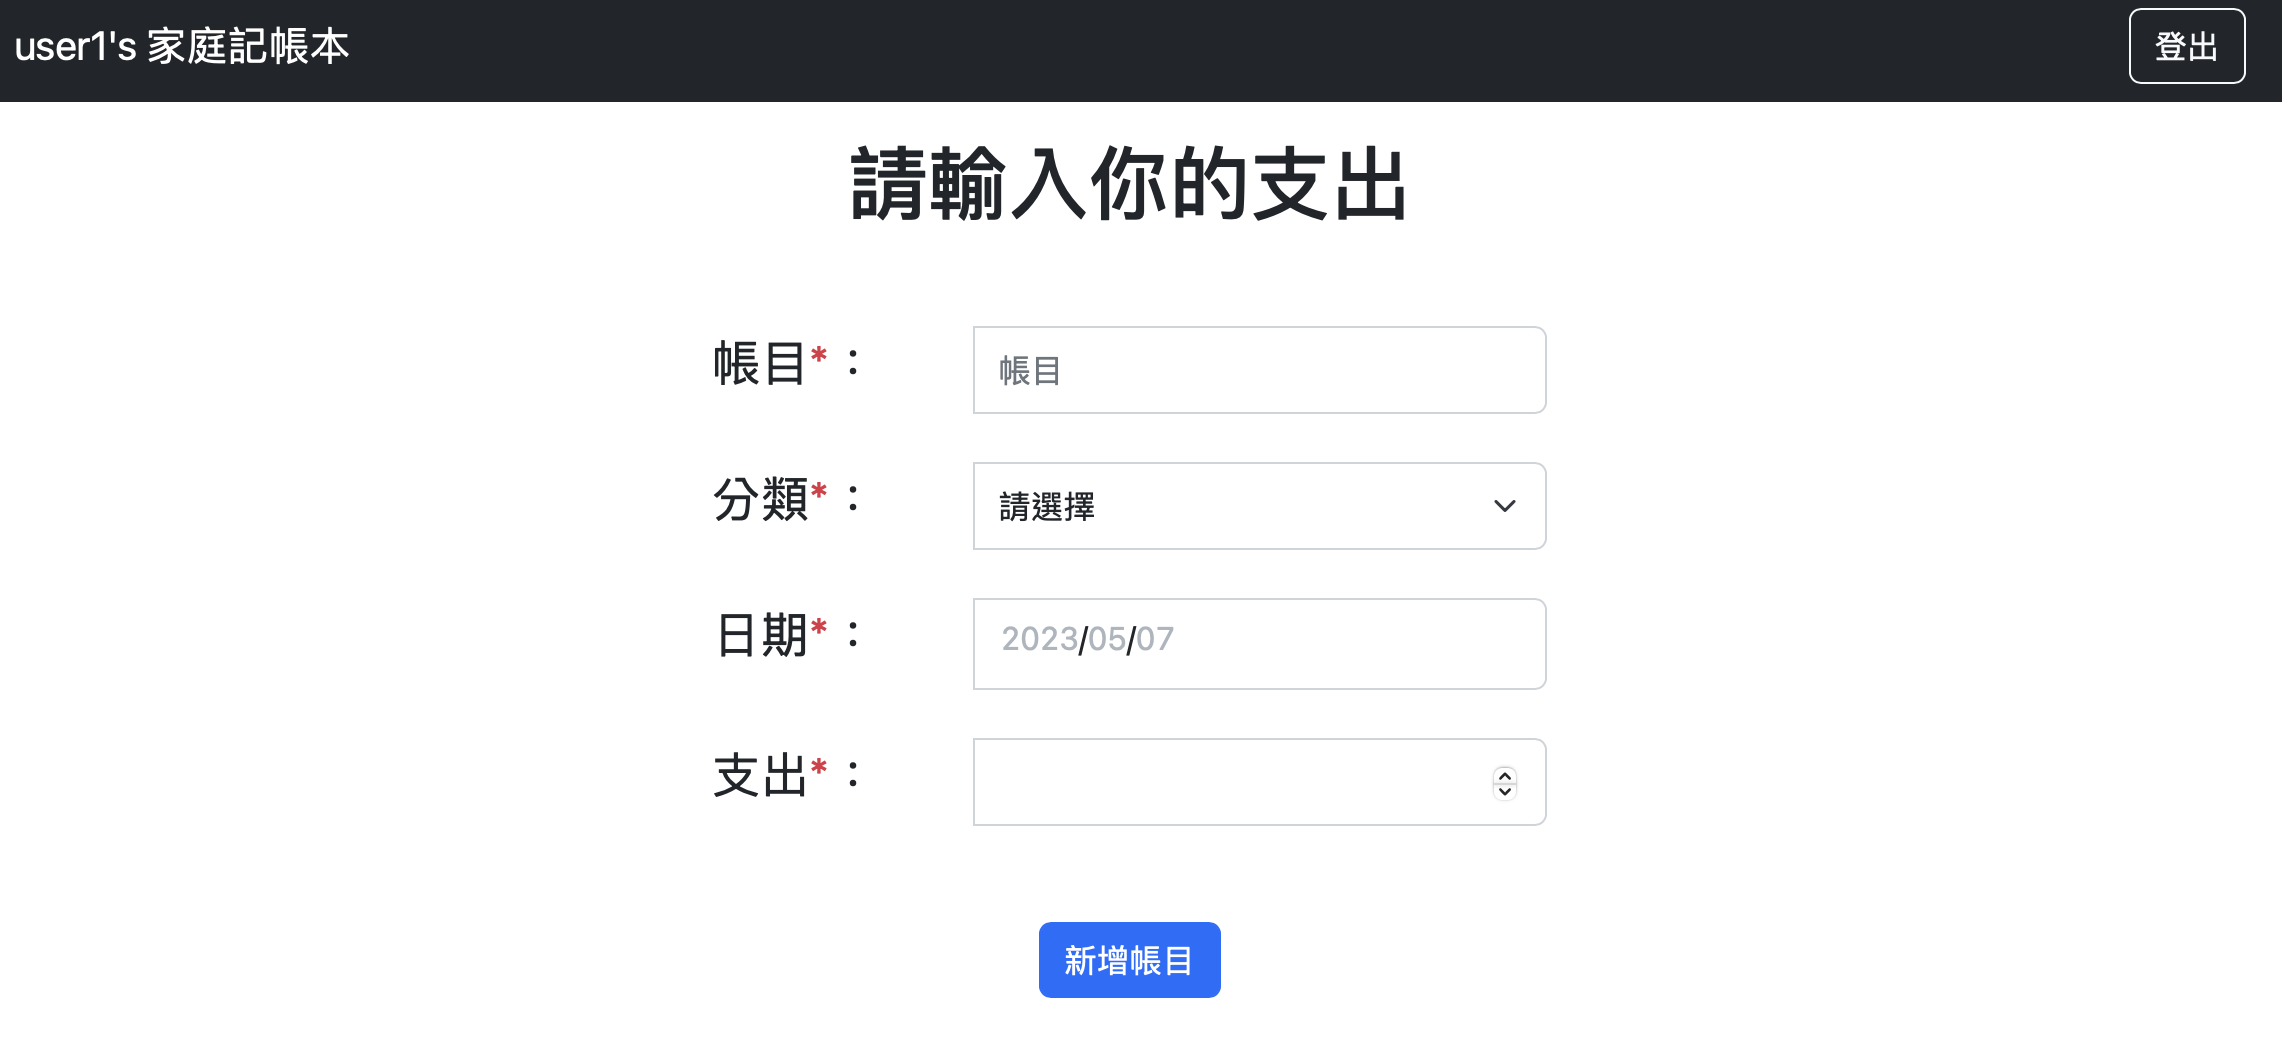 user1's 家庭記帳本
登出
請輸入你的支出
帳目*：
帳目
分類*：
請選擇
日期*：
2023/05/07
支出*：
新增帳目